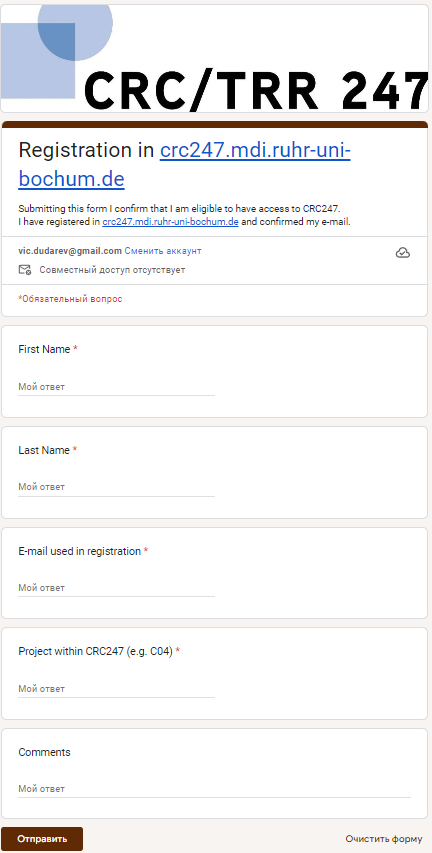 CRC/TRR 247
Registration in crc247.mdi.ruhr-uni-
bochum.de
Submitting this form I confirm that I am eligible to have access to CRC247.
I have registered in crc247.mdi.ruhr-uni-bochum.de and confirmed my e-mail.
vic.dudarev@gmail.com Сменить аккаунт
Совместный доступ отсутствует
*Обязательный вопрос
First Name *
Мой ответ
Last Name *
Мой ответ
E-mail used in registration *
Мой ответ
Project within CRC247 (e.g. C04) *
Мой ответ
Comments
Мой ответ
Отправить Очистить форму